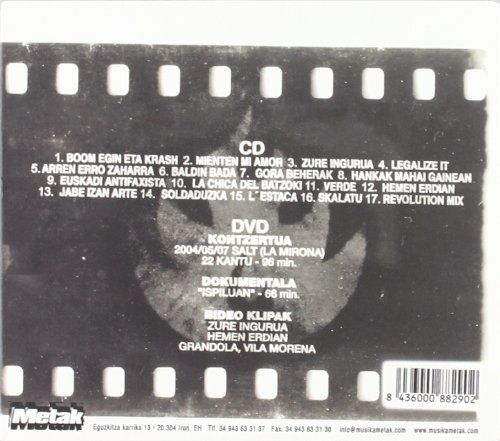 CD
1. BOOM EGIN ETA KRASH 2. MIENTEN MI AMOR 3. ZURE INGURUA 4. LEGALIZE IT
5. ARREN ERRO ZAHARRA 6. BALDIN BADA 7. GORA BEHERAK 8. HANKAK MAHAI GAINEAN
9. EUSKADI ANTIFAXISTA 10. LA CHICA DEL BATZOKI 11. VERDE 12. HEMEN ERDIAN
13. JABE IZAN ARTE 14. SOLDADUZKA 15. L'ESTACA 16. SKALATU 17. REVOLUTION MIX
DVD
KONTZERTUA
2004/05/07 SALT (LA MIRONA)
22 KANTU - 96 min.
DOKUMENTALA
"ISPILUAN" - 66 min.
BIDEO KLIPAK
ZURE INGURUA
HEMEN ERDIAN
GRANDOLA, VILA MORENA
8 436000 882902
Metak
Eguzkitza karrika 13 - 20.304 Irun. EH Tlf. 34 943 63 31 37 Fax. 34 943 63 31 30 info@musikametak.com www.musikametak.com